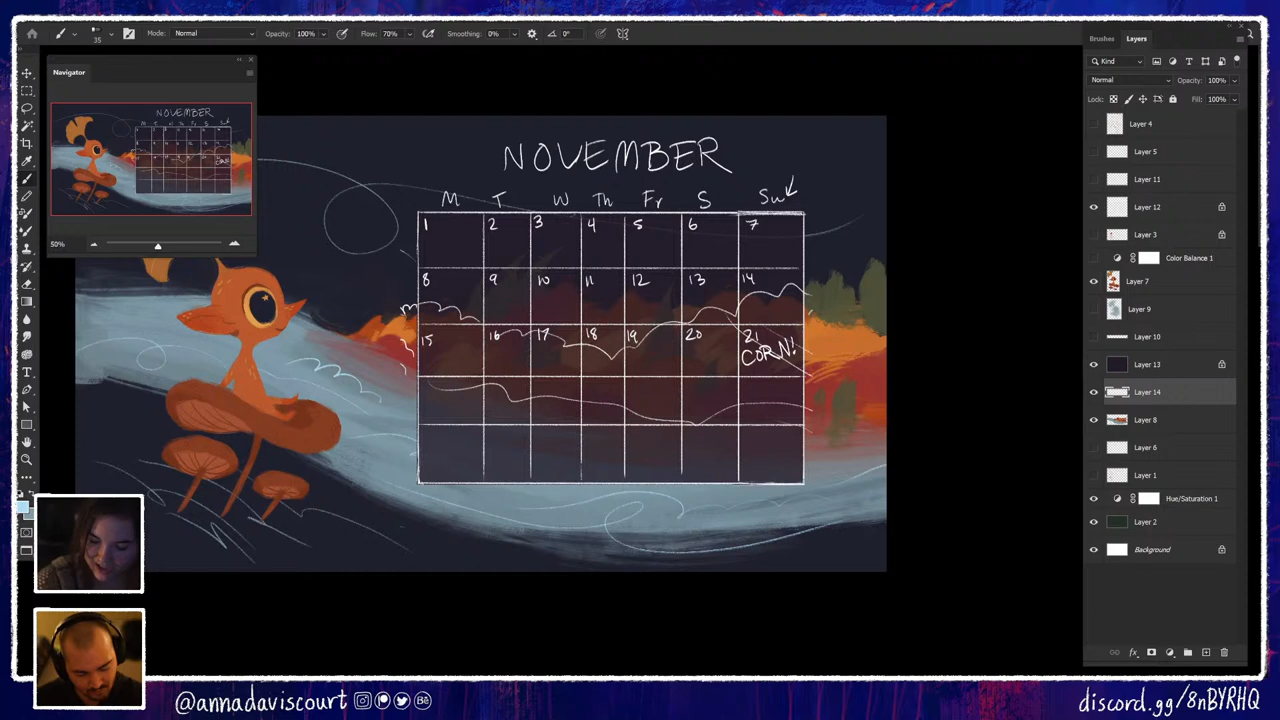 Mode: Normal Opacity: 100% Flow: 70% Smoothing: 0% 0°
35
Navigator
50%
NOVEMBER
M T W Th Fr S Su
1 2 3 4 5 6 7
8 9 10 11 12 13 14
15 16 17 18 19 20 21
CORN!
Brushes Layers
Kind
Normal Opacity: 100%
Lock: Fill: 100%
Layer 4
Layer 5
Layer 11
Layer 12
Layer 3
Color Balance 1
Layer 7
Layer 9
Layer 10
Layer 13
Layer 14
Layer 8
Layer 6
Layer 1
Hue/Saturation 1
Layer 2
Background
fx
@annadaviscourt
Bē
discord.gg/8nBYRHQ